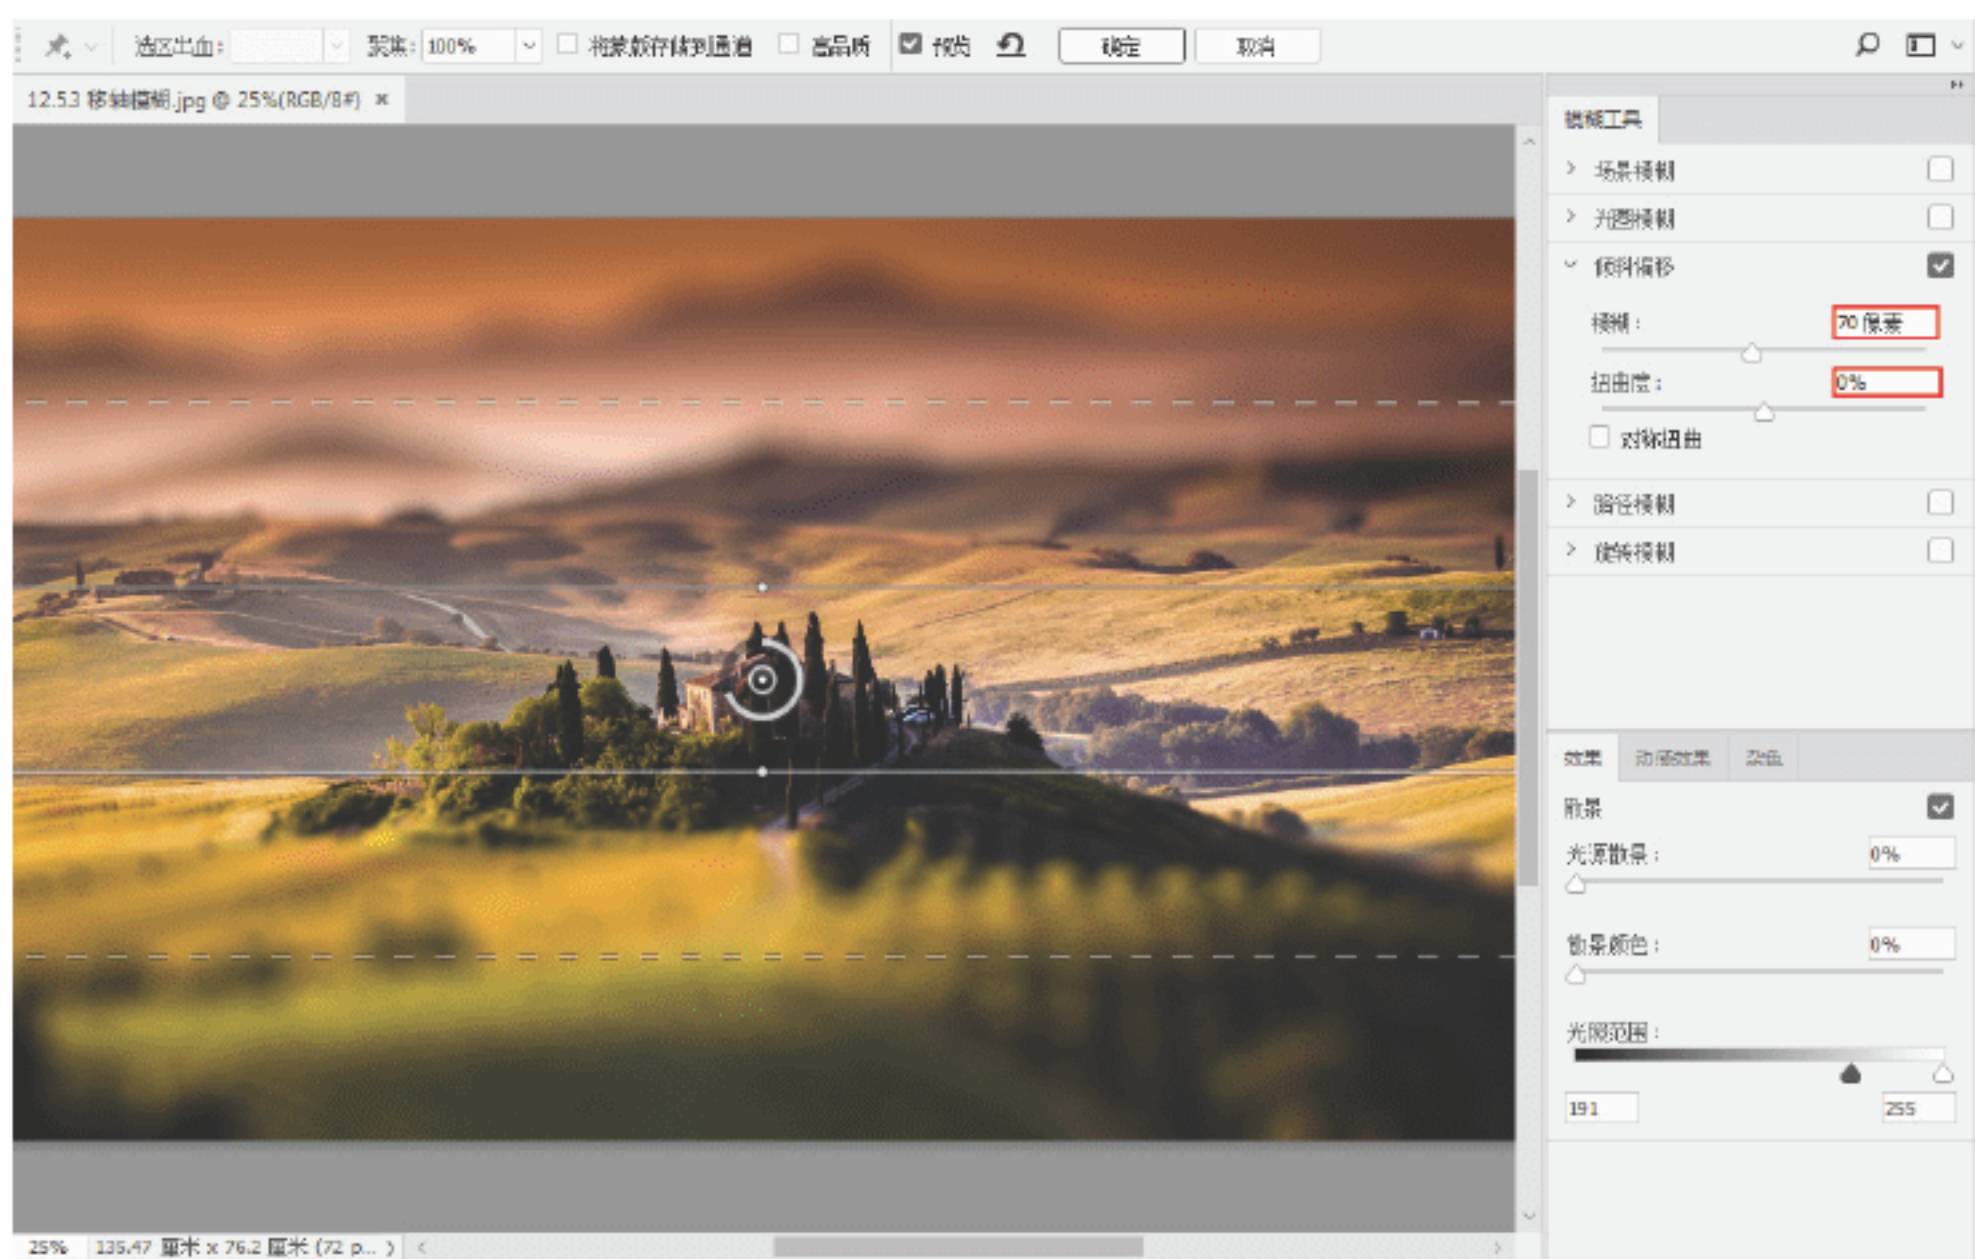 选区出血：
聚焦： 100%
将蒙版存储到通道
高品质
预览
确定
取消
12.53 移轴模糊.jpg @ 25%(RGB/8#) ×
模糊工具
场景模糊
光圈模糊
倾斜偏移
模糊： 70 像素
扭曲度： 0%
对称扭曲
路径模糊
旋转模糊
效果 动感效果 杂色
散景
光源散景： 0%
散景颜色： 0%
光照范围：
191 255
25% 135.47 厘米 x 76.2 厘米 (72 p... )